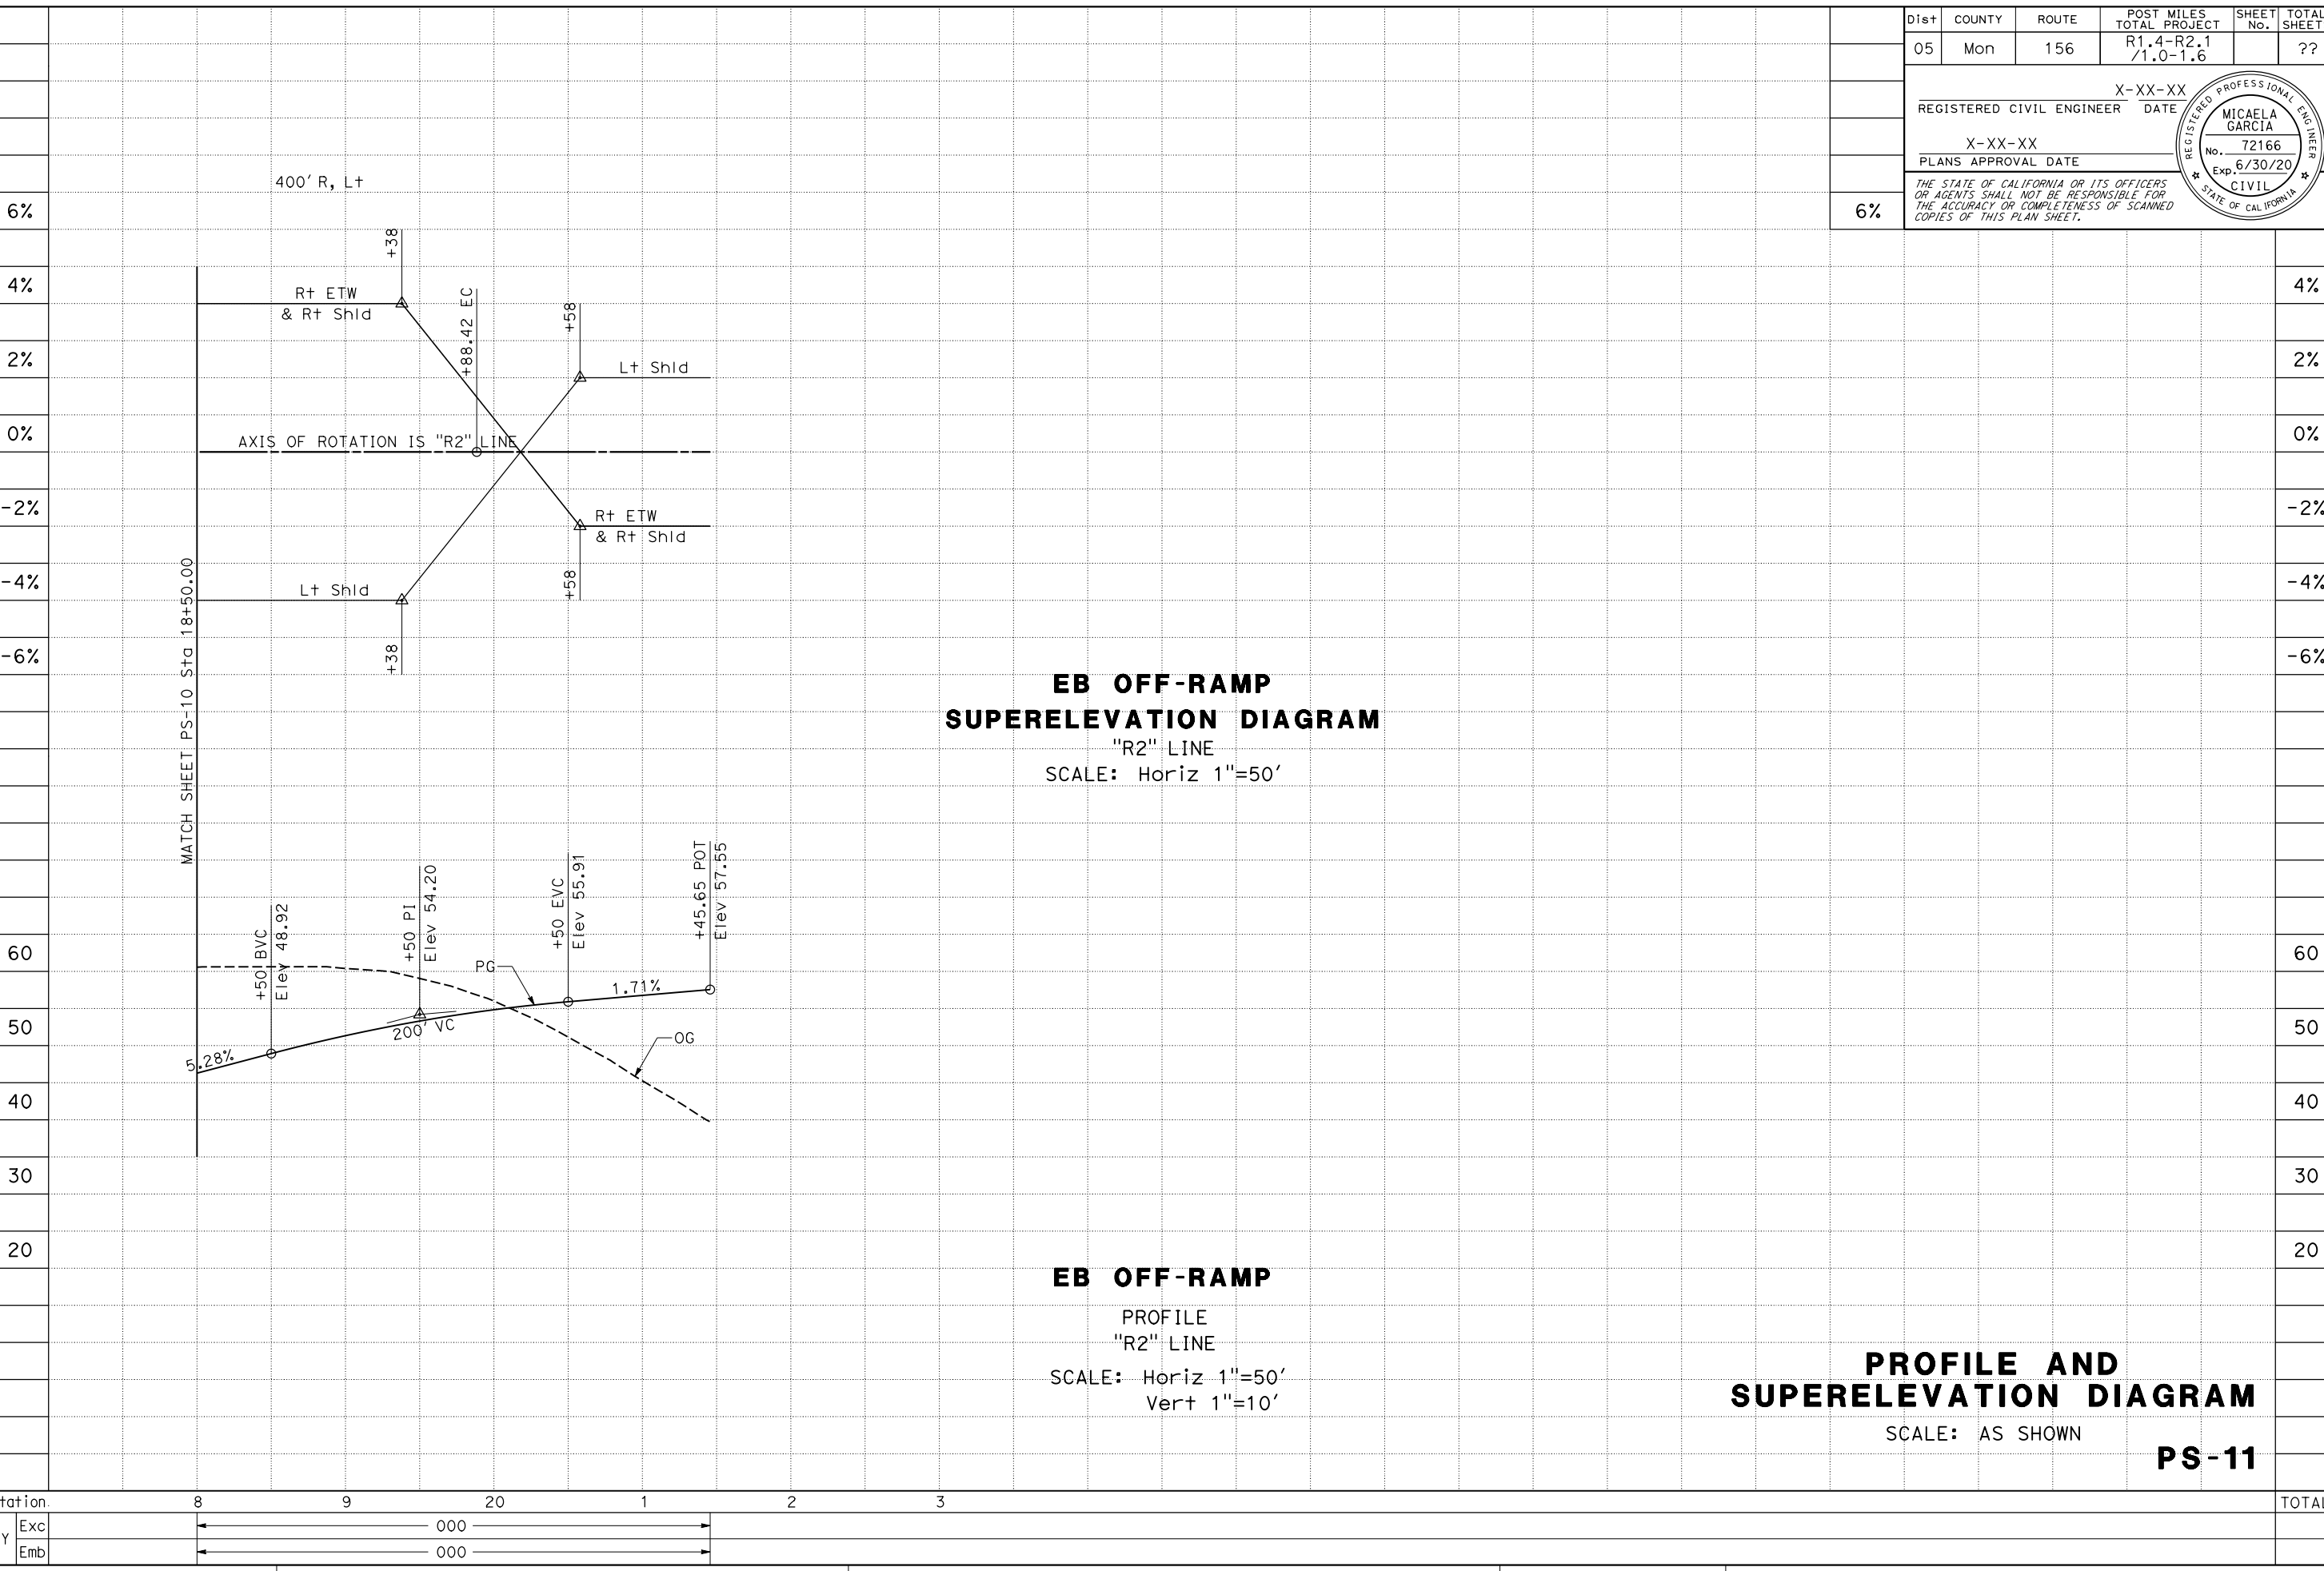 Dist COUNTY ROUTE POST MILES TOTAL PROJECT SHEET No. TOTAL SHEET
05 Mon 156 R1.4-R2.1 /1.0-1.6 ??
X-XX-XX
REGISTERED CIVIL ENGINEER DATE
X-XX-XX
PLANS APPROVAL DATE
THE STATE OF CALIFORNIA OR ITS OFFICERS
OR AGENTS SHALL NOT BE RESPONSIBLE FOR
THE ACCURACY OR COMPLETENESS OF SCANNED
COPIES OF THIS PLAN SHEET.
REGISTERED PROFESSIONAL ENGINEER
MICAELA
GARCIA
No. 72166
Exp. 6/30/20
CIVIL
STATE OF CALIFORNIA
400' R, Lt
6%
6%
+38
4%
4%
Rt ETW
& Rt Shld
+88.42 EC
+58
2%
2%
Lt Shld
0%
0%
AXIS OF ROTATION IS "R2" LINE
-2%
-2%
Rt ETW
& Rt Shld
+58
-4%
-4%
Lt Shld
+38
-6%
-6%
MATCH SHEET PS-10 Sta 18+50.00
EB OFF-RAMP
SUPERELEVATION DIAGRAM
"R2" LINE
SCALE: Horiz 1"=50'
+50 BVC
Elev 48.92
+50 PI
Elev 54.20
+50 EVC
Elev 55.91
+45.65 POT
Elev 57.55
60
60
PG
1.71%
50
50
200' VC
OG
5.28%
40
40
30
30
20
20
EB OFF-RAMP
PROFILE
"R2" LINE
SCALE: Horiz 1"=50'
Vert 1"=10'
PROFILE AND
SUPERELEVATION DIAGRAM
SCALE: AS SHOWN
PS-11
tation 8 9 20 1 2 3 TOTAL
Y Exc 000
Emb 000